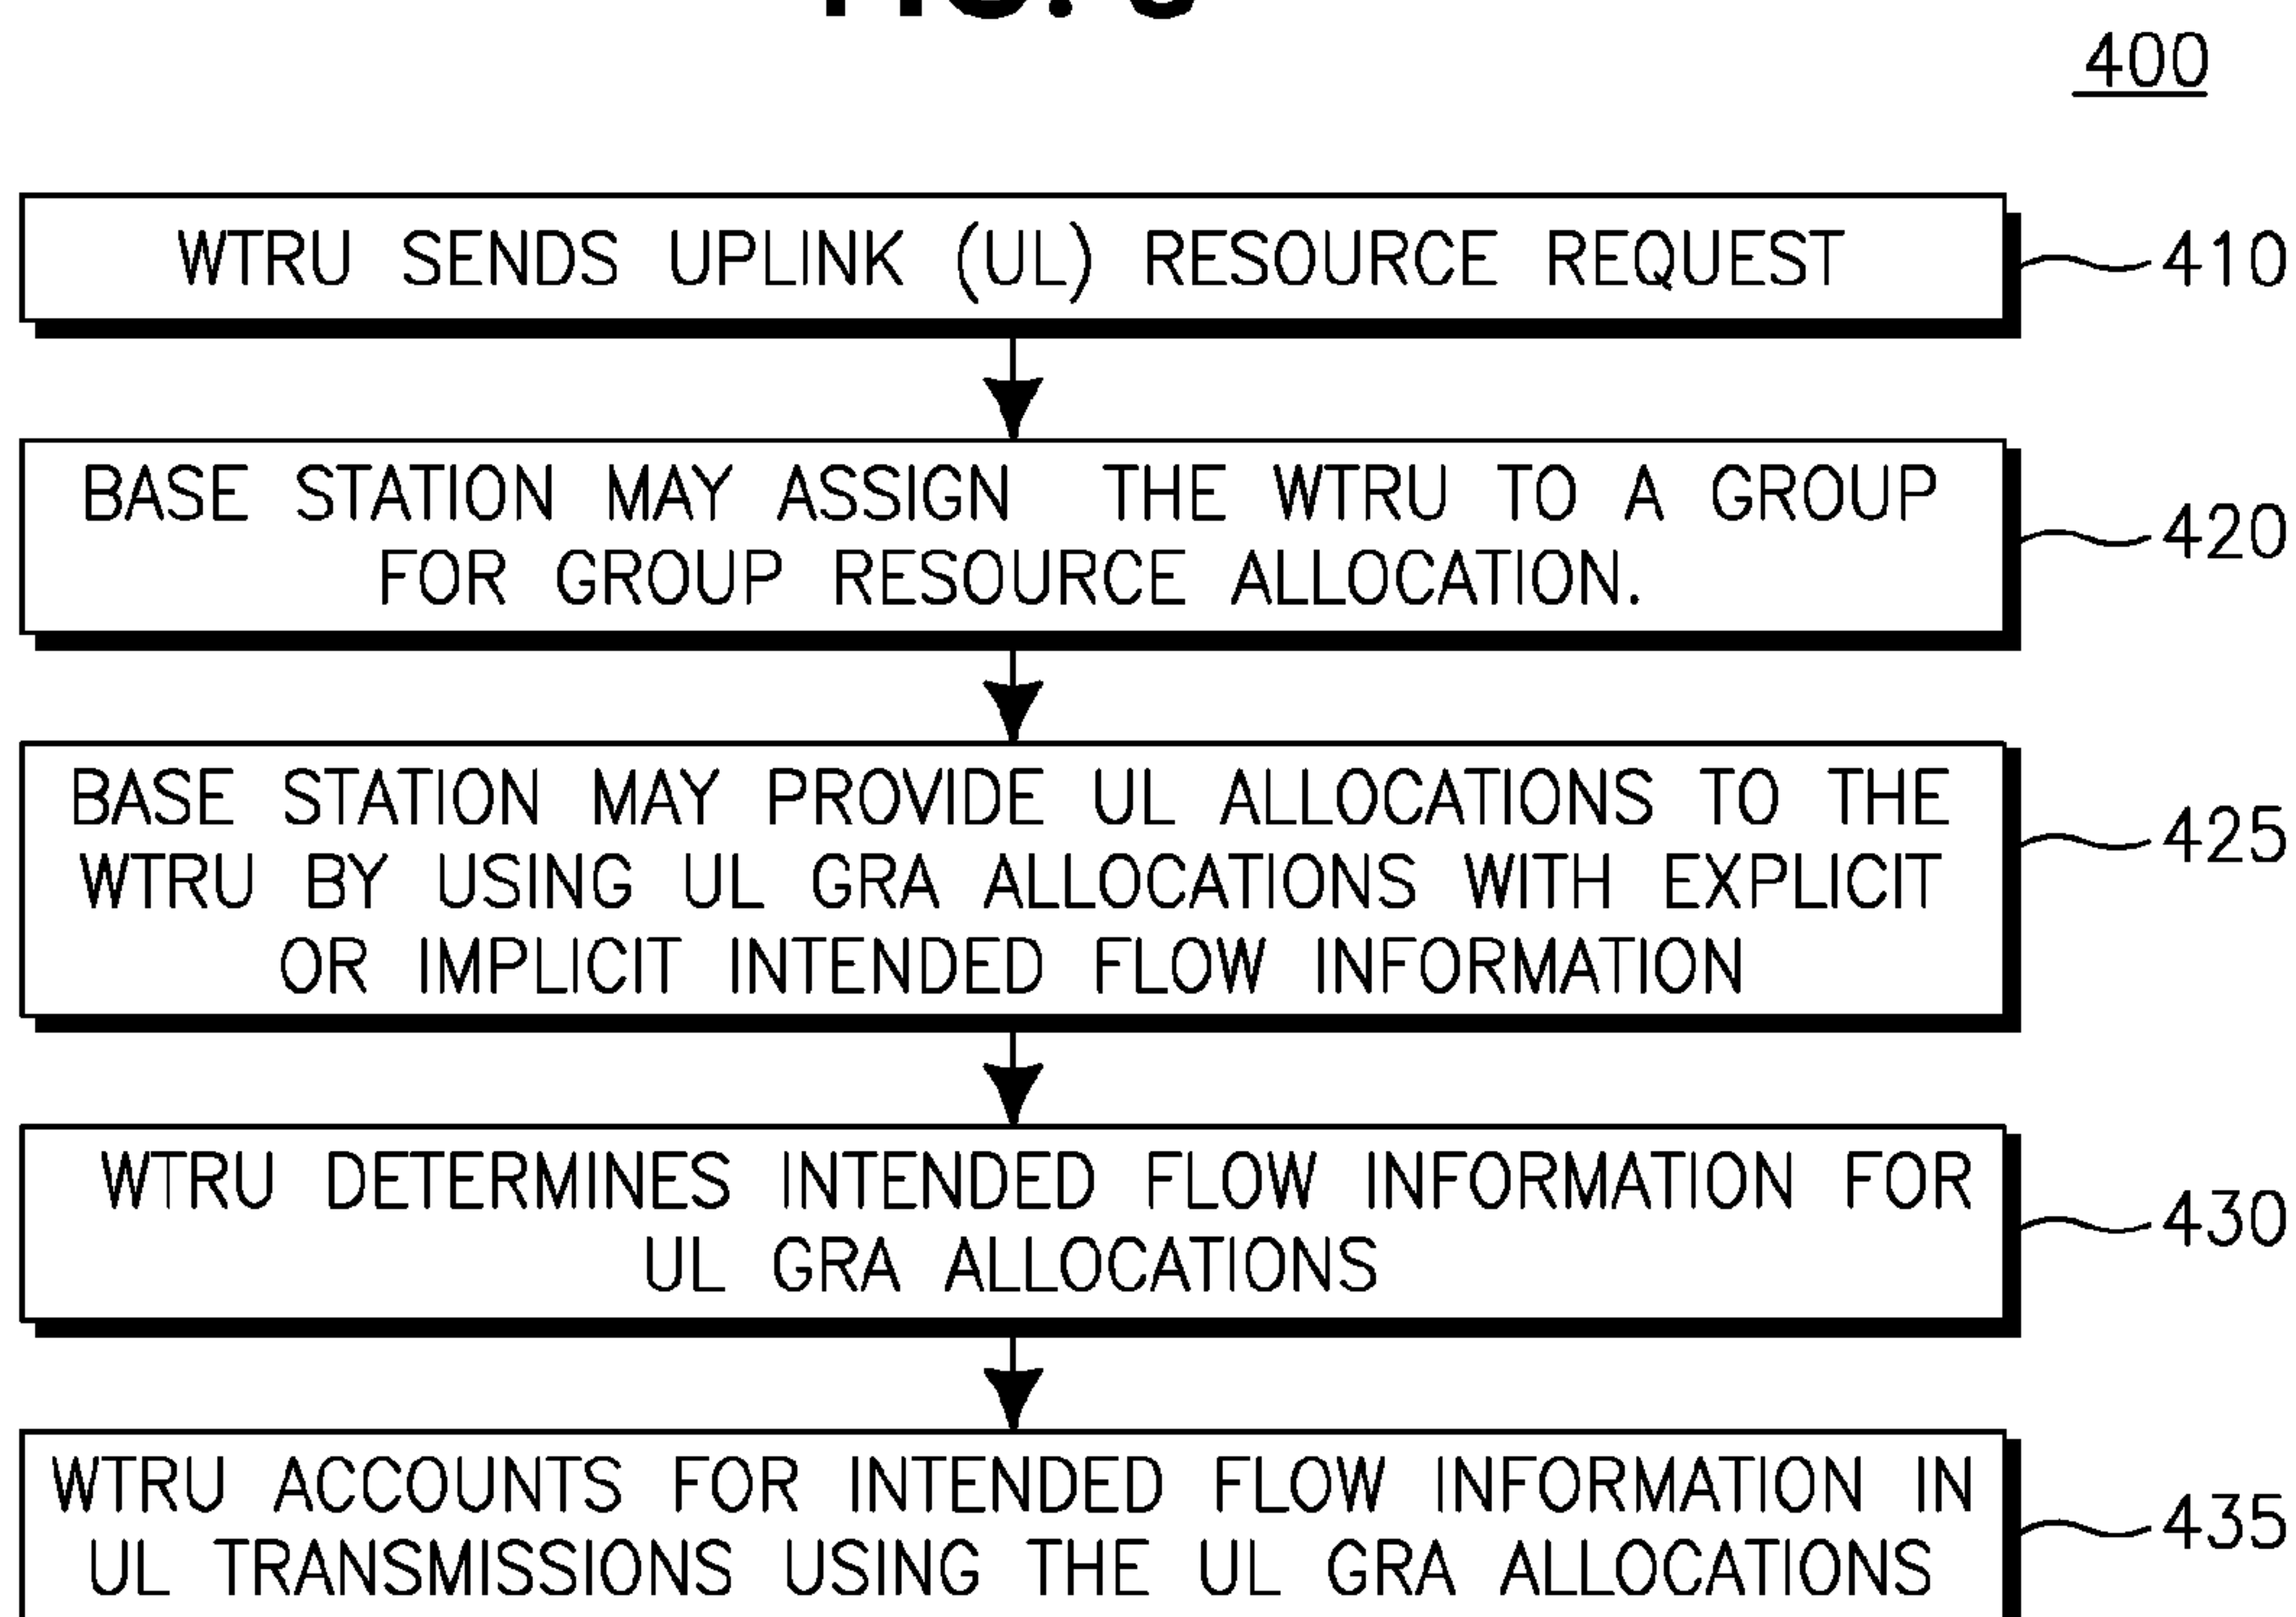 400
WTRU SENDS UPLINK (UL) RESOURCE REQUEST
410
BASE STATION MAY ASSIGN THE WTRU TO A GROUP
FOR GROUP RESOURCE ALLOCATION.
420
BASE STATION MAY PROVIDE UL ALLOCATIONS TO THE
WTRU BY USING UL GRA ALLOCATIONS WITH EXPLICIT
OR IMPLICIT INTENDED FLOW INFORMATION
425
WTRU DETERMINES INTENDED FLOW INFORMATION FOR
UL GRA ALLOCATIONS
430
WTRU ACCOUNTS FOR INTENDED FLOW INFORMATION IN
UL TRANSMISSIONS USING THE UL GRA ALLOCATIONS
435